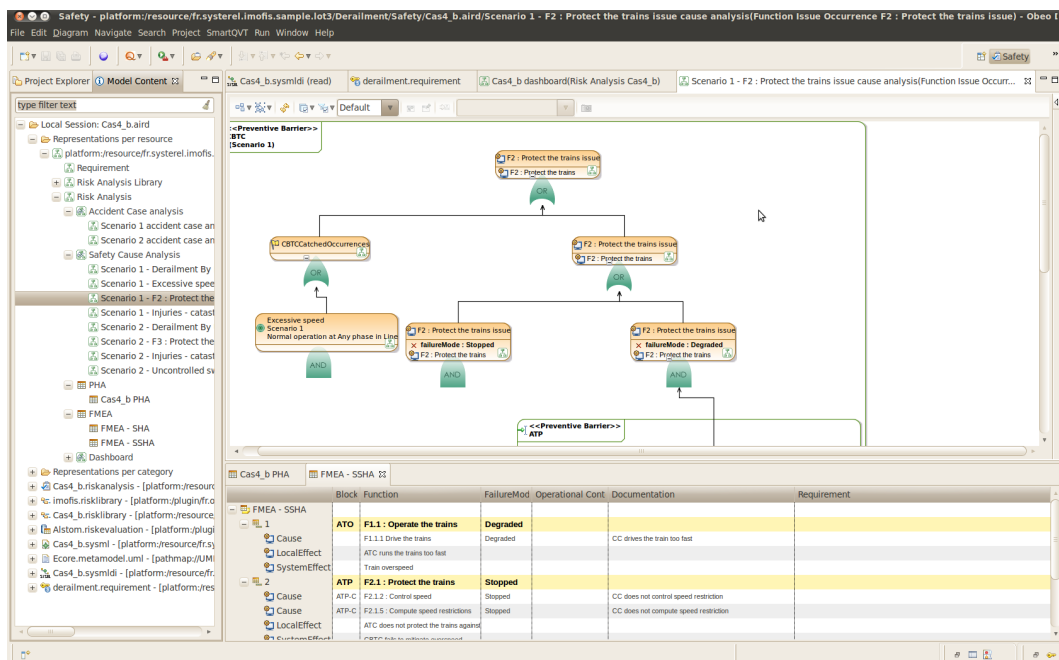 Safety - platform:/resource/fr.systerel.imofis.sample.lot3/Derailment/Safety/Cas4_b.aird/Scenario 1 - F2 : Protect the trains issue cause analysis(Function Issue Occurrence F2 : Protect the trains issue) - Obeo D
File Edit Diagram Navigate Search Project SmartQVT Run Window Help
Safety
Project Explorer Model Content
Cas4_b.sysmldi (read) derailment.requirement Cas4_b dashboard(Risk Analysis Cas4_b) Scenario 1 - F2 : Protect the trains issue cause analysis(Function Issue Occurr...
type filter text
Local Session: Cas4_b.aird
Representations per resource
platform:/resource/fr.systerel.imofis.
Requirement
Risk Analysis Library
Risk Analysis
Accident Case analysis
Scenario 1 accident case an
Scenario 2 accident case an
Safety Cause Analysis
Scenario 1 - Derailment By
Scenario 1 - Excessive spee
Scenario 1 - F2 : Protect the
Scenario 1 - Injuries - catast
Scenario 2 - Derailment By
Scenario 2 - F3 : Protect the
Scenario 2 - Injuries - catast
Scenario 2 - Uncontrolled sw
PHA
Cas4_b PHA
FMEA
FMEA - SHA
FMEA - SSHA
Dashboard
Representations per category
Cas4_b.riskanalysis - [platform:/resourc
imofis.risklibrary - [platform:/plugin/fr.o
Cas4_b.risklibrary - [platform:/resource
Alstom.riskevaluation - [platform:/plugi
Cas4_b.sysml - [platform:/resource/fr.sy
Ecore.metamodel.uml - [pathmap://UMI
Cas4_b.sysmldi - [platform:/resource/fr.
derailment.requirement - [platform:/res
Default
<<Preventive Barrier>>
CBTC
(Scenario 1)
F2 : Protect the trains issue
F2 : Protect the trains
OR
CBTCCatchedOccurrences
OR
F2 : Protect the trains issue
F2 : Protect the trains
OR
Excessive speed
Scenario 1
Normal operation at Any phase in Line
AND
F2 : Protect the trains issue
failureMode : Stopped
F2 : Protect the trains
AND
F2 : Protect the trains issue
failureMode : Degraded
F2 : Protect the trains
AND
<<Preventive Barrier>>
ATP
Cas4_b PHA FMEA - SSHA
Block Function FailureMod Operational Cont Documentation Requirement
FMEA - SSHA
1 ATO F1.1 : Operate the trains Degraded
Cause F1.1.1 Drive the trains Degraded CC drives the train too fast
LocalEffect ATC runs the trains too fast
SystemEffect Train overspeed
2 ATP F2.1 : Protect the trains Stopped
Cause ATP-C F2.1.2 : Control speed Stopped CC does not control speed restriction
Cause ATP-C F2.1.5 : Compute speed restrictions Stopped CC does not compute speed restriction
LocalEffect ATC does not protect the trains against
SystemEffect CBTC fails to mitigate overspeed